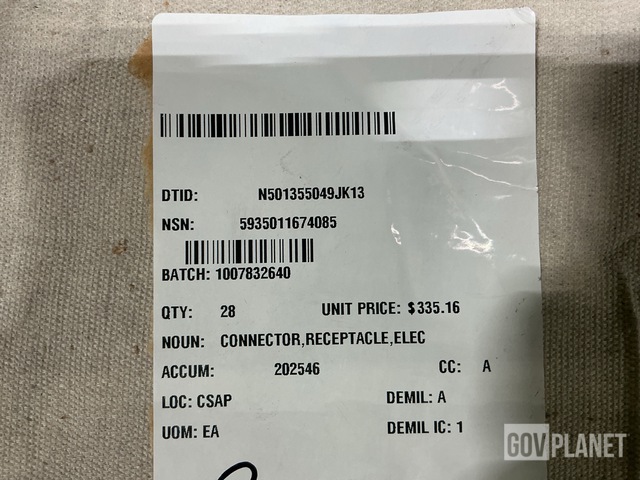 DTID: N501355049JK13
NSN: 5935011674085
BATCH: 1007832640
QTY: 28 UNIT PRICE: $335.16
NOUN: CONNECTOR,RECEPTACLE,ELEC
ACCUM: 202546 CC: A
LOC: CSAP DEMIL: A
UOM: EA DEMIL IC: 1
GOVPLANET